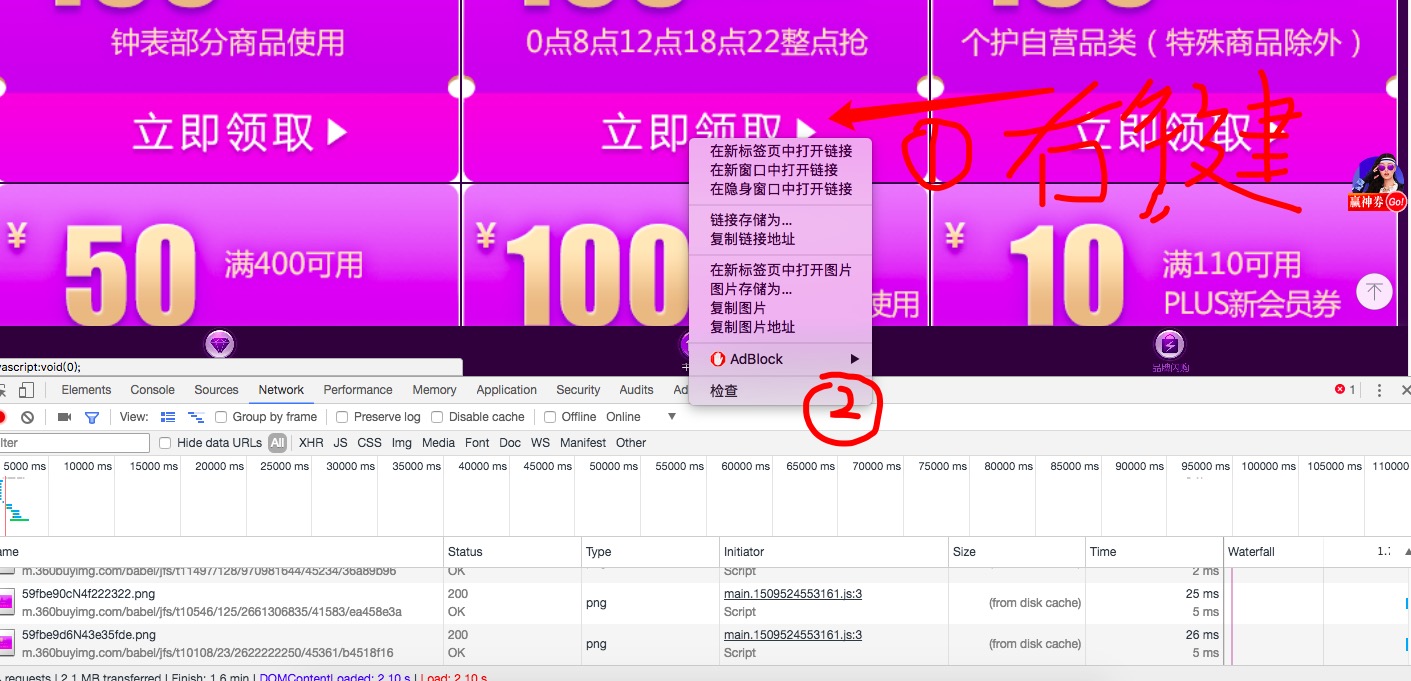 钟表部分商品使用
0点8点12点18点22整点抢
个护自营品类（特殊商品除外）
立即领取
立即领取
立即领取
① 右键
在新标签页中打开链接
在新窗口中打开链接
在隐身窗口中打开链接
链接存储为...
复制链接地址
在新标签页中打开图片
图片存储为...
复制图片
复制图片地址
AdBlock
检查
②
赢神券 Go!
¥ 50 满400可用
¥ 100
使用
¥ 10 满110可用
PLUS新会员券
品牌闪购
vascript:void(0);
Elements Console Sources Network Performance Memory Application Security Audits Ad 1
View: Group by frame Preserve log Disable cache Offline Online
lter Hide data URLs All XHR JS CSS Img Media Font Doc WS Manifest Other
5000 ms 10000 ms 15000 ms 20000 ms 25000 ms 30000 ms 35000 ms 40000 ms 45000 ms 50000 ms 55000 ms 60000 ms 65000 ms 70000 ms 75000 ms 80000 ms 85000 ms 90000 ms 95000 ms 100000 ms 105000 ms 110000
ame Status Type Initiator Size Time Waterfall
m.360buyimg.com/babel/jfs/t11497/128/970981644/45234/36a89b96 OK Script 2 ms
59fbe90cN4f222322.png 200 png main.1509524553161.js:3 (from disk cache) 25 ms
m.360buyimg.com/babel/jfs/t10546/125/2661306835/41583/ea458e3a OK Script 5 ms
59fbe9d6N43e35fde.png 200 png main.1509524553161.js:3 (from disk cache) 26 ms
m.360buyimg.com/babel/jfs/t10108/23/2622222250/45361/b4518f16 OK Script 5 ms
requests | 2.1 MB transferred | Finish: 1.6 min | DOMContentLoaded: 2.10 s | Load: 2.10 s